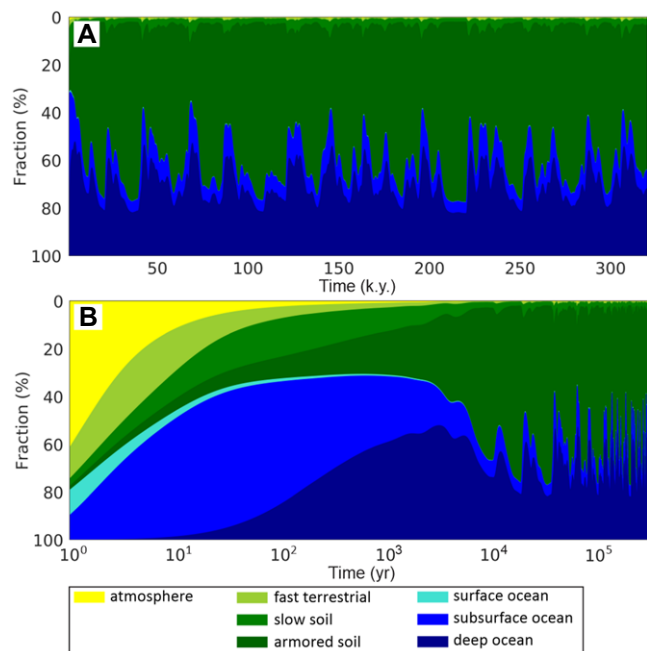 A
0
20
40
60
80
100
Fraction (%)
50 100 150 200 250 300
Time (k.y.)
B
0
20
40
60
80
100
Fraction (%)
10^0 10^1 10^2 10^3 10^4 10^5
Time (yr)
atmosphere fast terrestrial surface ocean
slow soil subsurface ocean
armored soil deep ocean